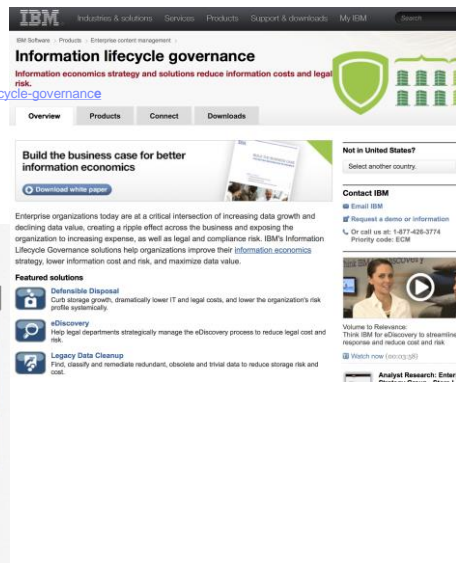 IBM
Industries & solutions Services Products Support & downloads My IBM Search
IBM Software Products Enterprise content management
Information lifecycle governance
Information economics strategy and solutions reduce information costs and legal
risk.
cycle-governance
Overview Products Connect Downloads
Build the business case for better
information economics
Download white paper
Enterprise organizations today are at a critical intersection of increasing data growth and
declining data value, creating a ripple effect across the business and exposing the
organization to increasing expense, as well as legal and compliance risk. IBM's Information
Lifecycle Governance solutions help organizations improve their information economics
strategy, lower information cost and risk, and maximize data value.
Featured solutions
Defensible Disposal
Curb storage growth, dramatically lower IT and legal costs, and lower the organization's risk
profile systemically.
eDiscovery
Help legal departments strategically manage the eDiscovery process to reduce legal cost and
risk.
Legacy Data Cleanup
Find, classify and remediate redundant, obsolete and trivial data to reduce storage risk and
cost.
Not in United States?
Select another country.
Contact IBM
Email IBM
Request a demo or information
Or call us at: 1-877-426-3774
Priority code: ECM
Volume to Relevance:
Think IBM for eDiscovery to streamline
response and reduce cost and risk
Watch now (00:03:58)
Analyst Research: Enter